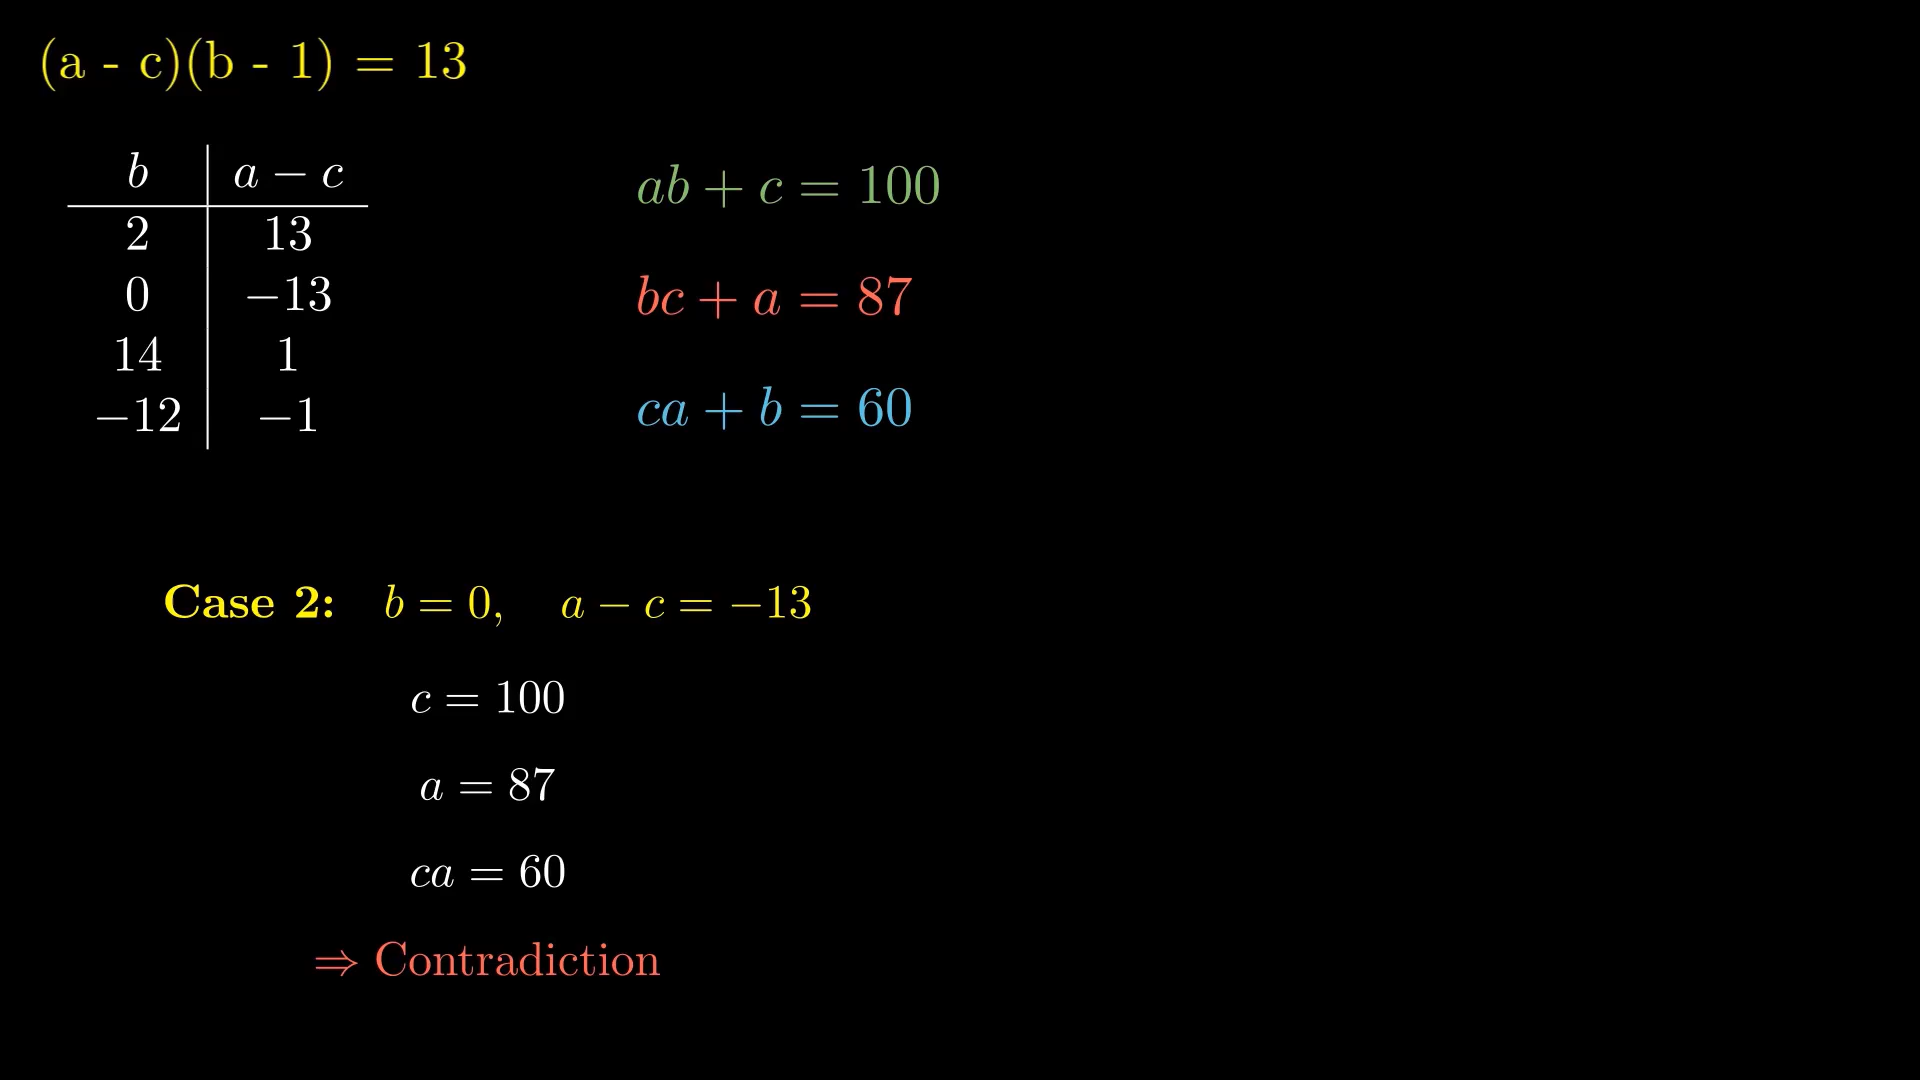 (a - c)(b - 1) = 13
b a − c
2 13
0 −13
14 1
−12 −1
ab + c = 100
bc + a = 87
ca + b = 60
Case 2: b = 0, a − c = −13
c = 100
a = 87
ca = 60
⇒ Contradiction